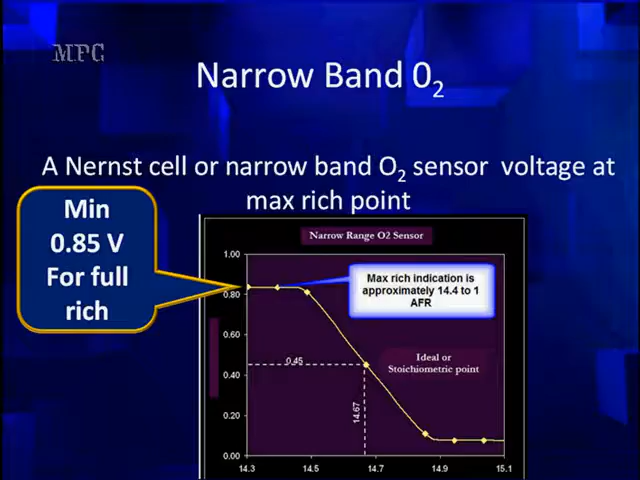 MPC
Narrow Band 0₂
A Nernst cell or narrow band O₂ sensor voltage at
max rich point
Min
0.85 V
For full
rich
Narrow Range O2 Sensor
Max rich indication is
approximately 14.4 to 1
AFR
Ideal or
Stoichiometric point
1.00
0.80
0.60
0.40
0.20
0.00
0.45
14.67
14.3 14.5 14.7 14.9 15.1